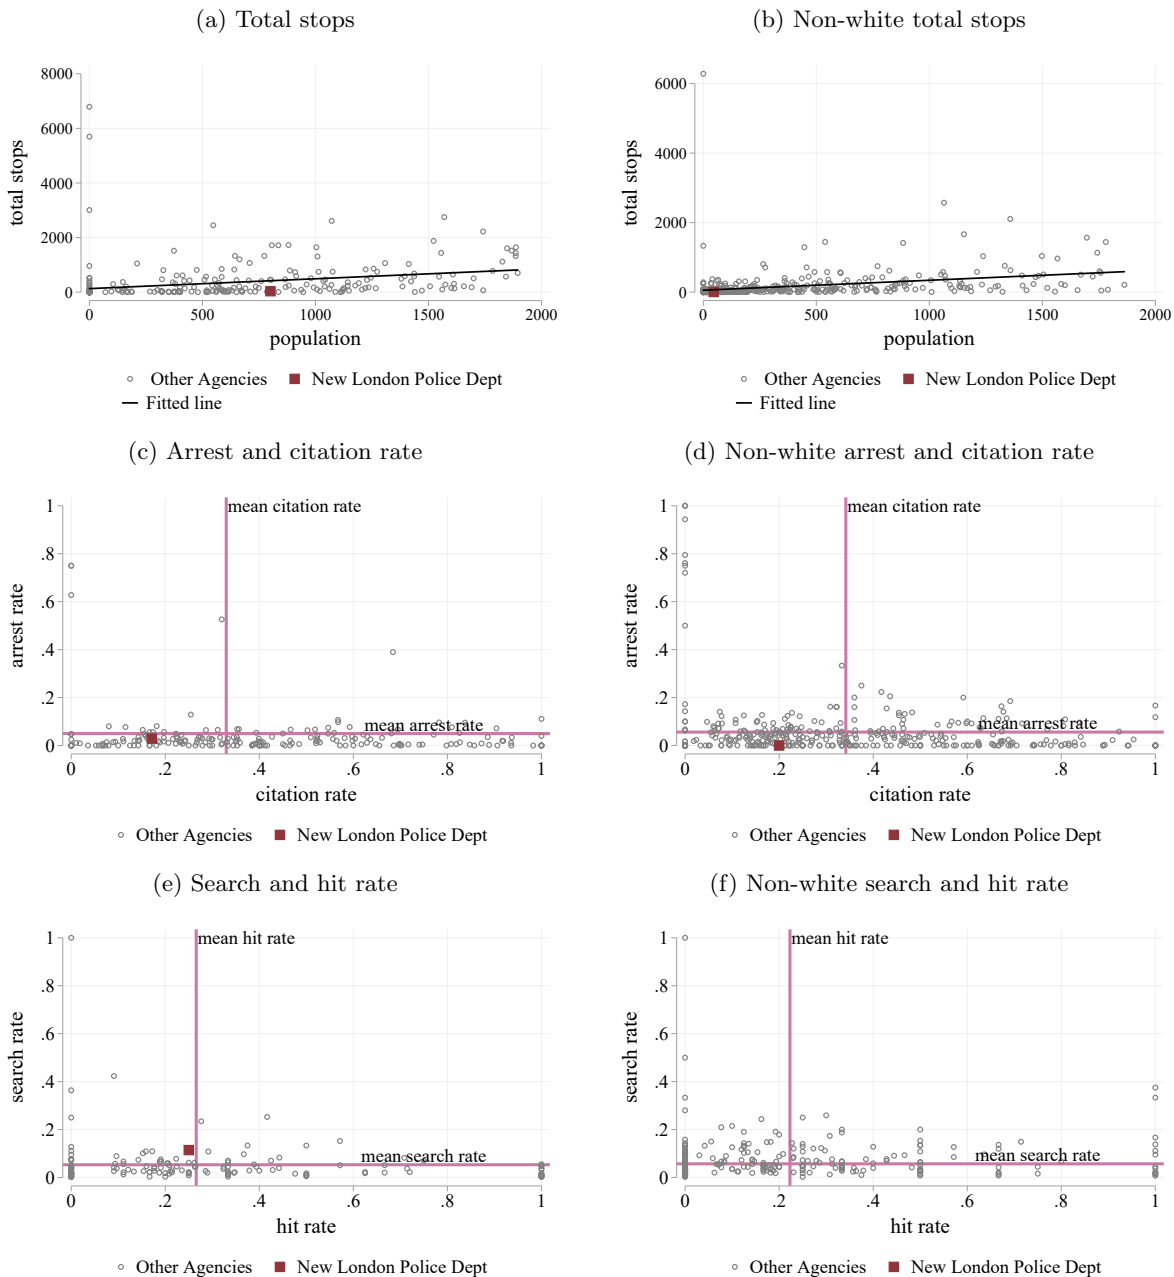 (a) Total stops
(b) Non-white total stops
8000
6000
4000
2000
0
total stops
0 500 1000 1500 2000
population
Other Agencies New London Police Dept
Fitted line
6000
4000
2000
0
total stops
0 500 1000 1500 2000
population
Other Agencies New London Police Dept
Fitted line
(c) Arrest and citation rate
(d) Non-white arrest and citation rate
1
.8
.6
.4
.2
0
arrest rate
mean citation rate
mean arrest rate
0 .2 .4 .6 .8 1
citation rate
Other Agencies New London Police Dept
1
.8
.6
.4
.2
0
arrest rate
mean citation rate
mean arrest rate
0 .2 .4 .6 .8 1
citation rate
Other Agencies New London Police Dept
(e) Search and hit rate
(f) Non-white search and hit rate
1
.8
.6
.4
.2
0
search rate
mean hit rate
mean search rate
0 .2 .4 .6 .8 1
hit rate
Other Agencies New London Police Dept
1
.8
.6
.4
.2
0
search rate
mean hit rate
mean search rate
0 .2 .4 .6 .8 1
hit rate
Other Agencies New London Police Dept